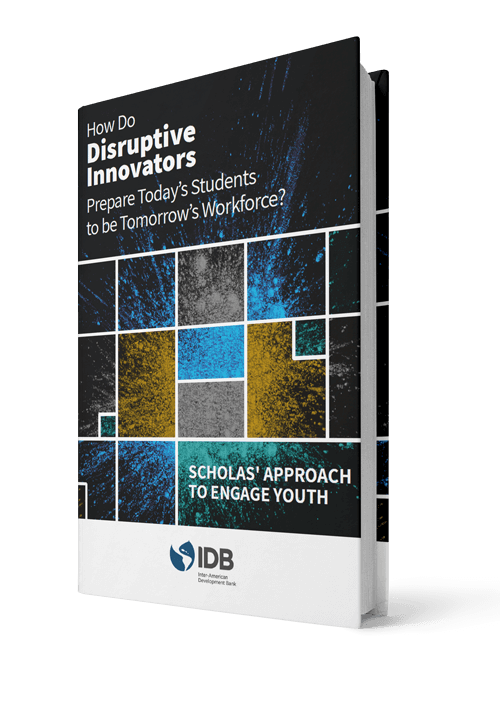 How Do
Disruptive
Innovators
Prepare Today's Students
to be Tomorrow's Workforce?
SCHOLAS' APPROACH
TO ENGAGE YOUTH
IDB
Inter-American
Development Bank